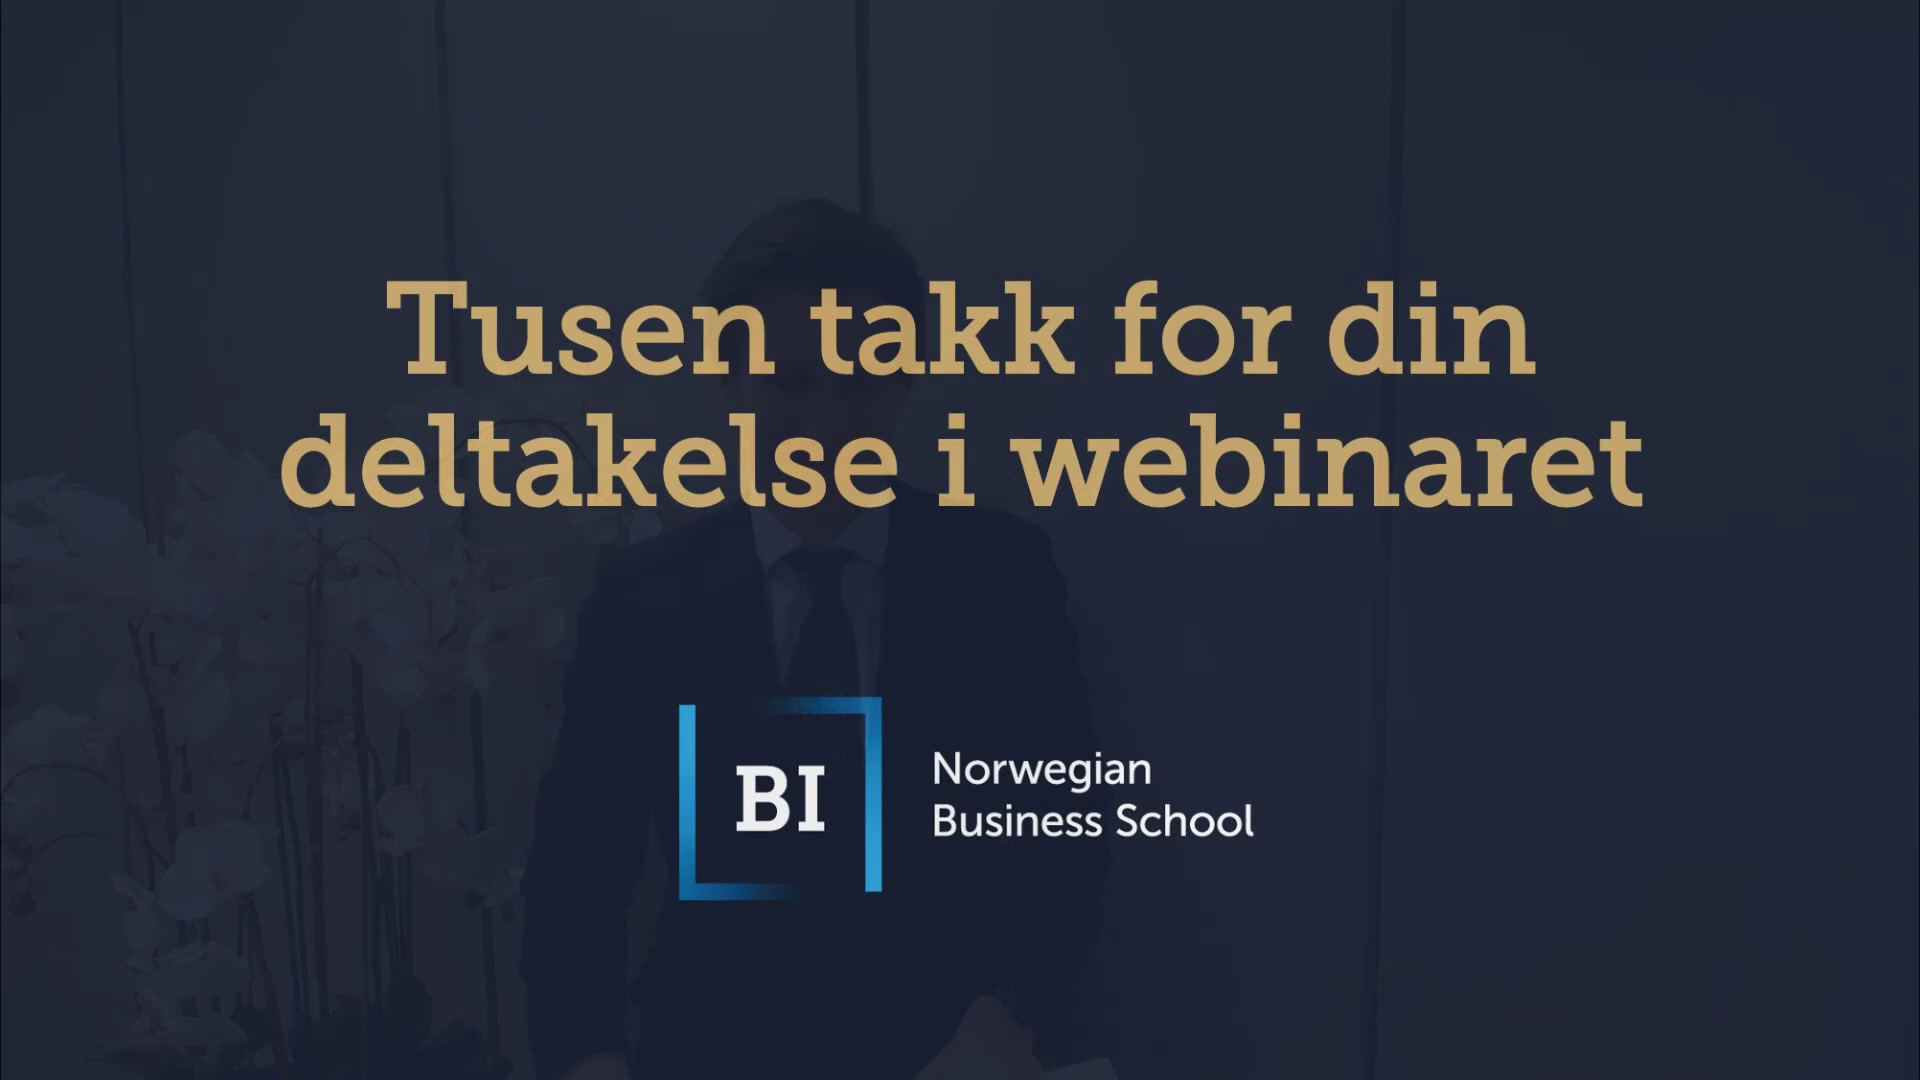 Tusen takk for din
deltakelse i webinaret
BI
Norwegian
Business School